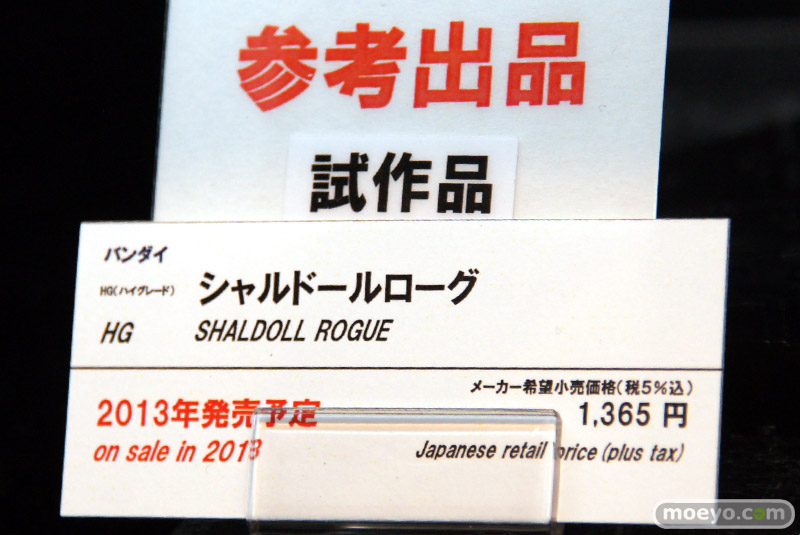 参考出品
試作品
バンダイ
HG(ハイグレード) シャルドールローグ
HG SHALDOLL ROGUE
メーカー希望小売価格(税5%込)
2013年発売予定 1,365 円
on sale in 2013 Japanese retail price (plus tax)
moeyo.com